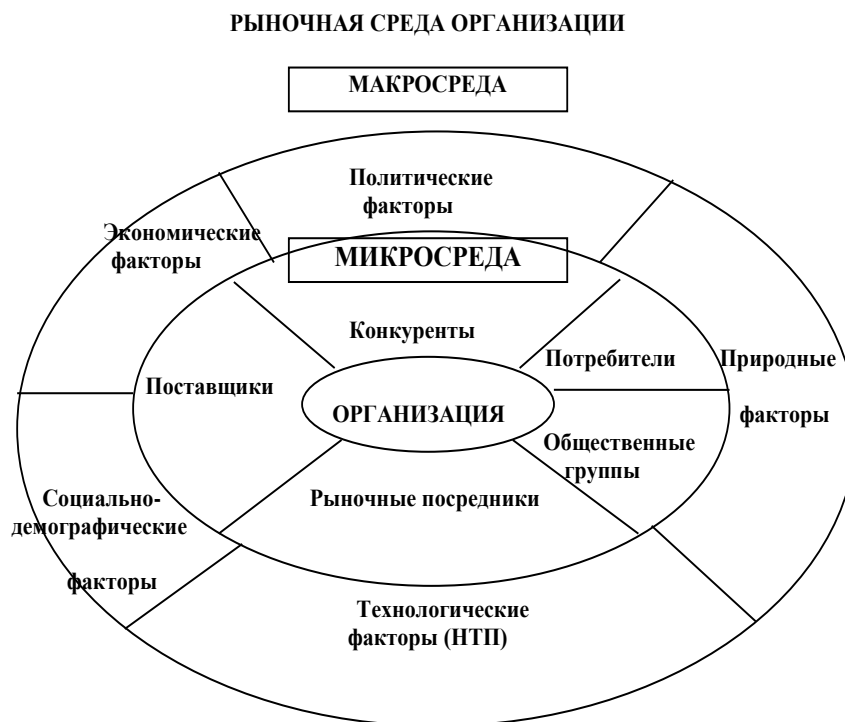 РЫНОЧНАЯ СРЕДА ОРГАНИЗАЦИИ
МАКРОСРЕДА
Политические
факторы
Экономические
факторы
МИКРОСРЕДА
Конкуренты
Потребители
Природные
факторы
Поставщики
ОРГАНИЗАЦИЯ
Общественные
группы
Рыночные посредники
Социально-
демографические
факторы
Технологические
факторы (НТП)